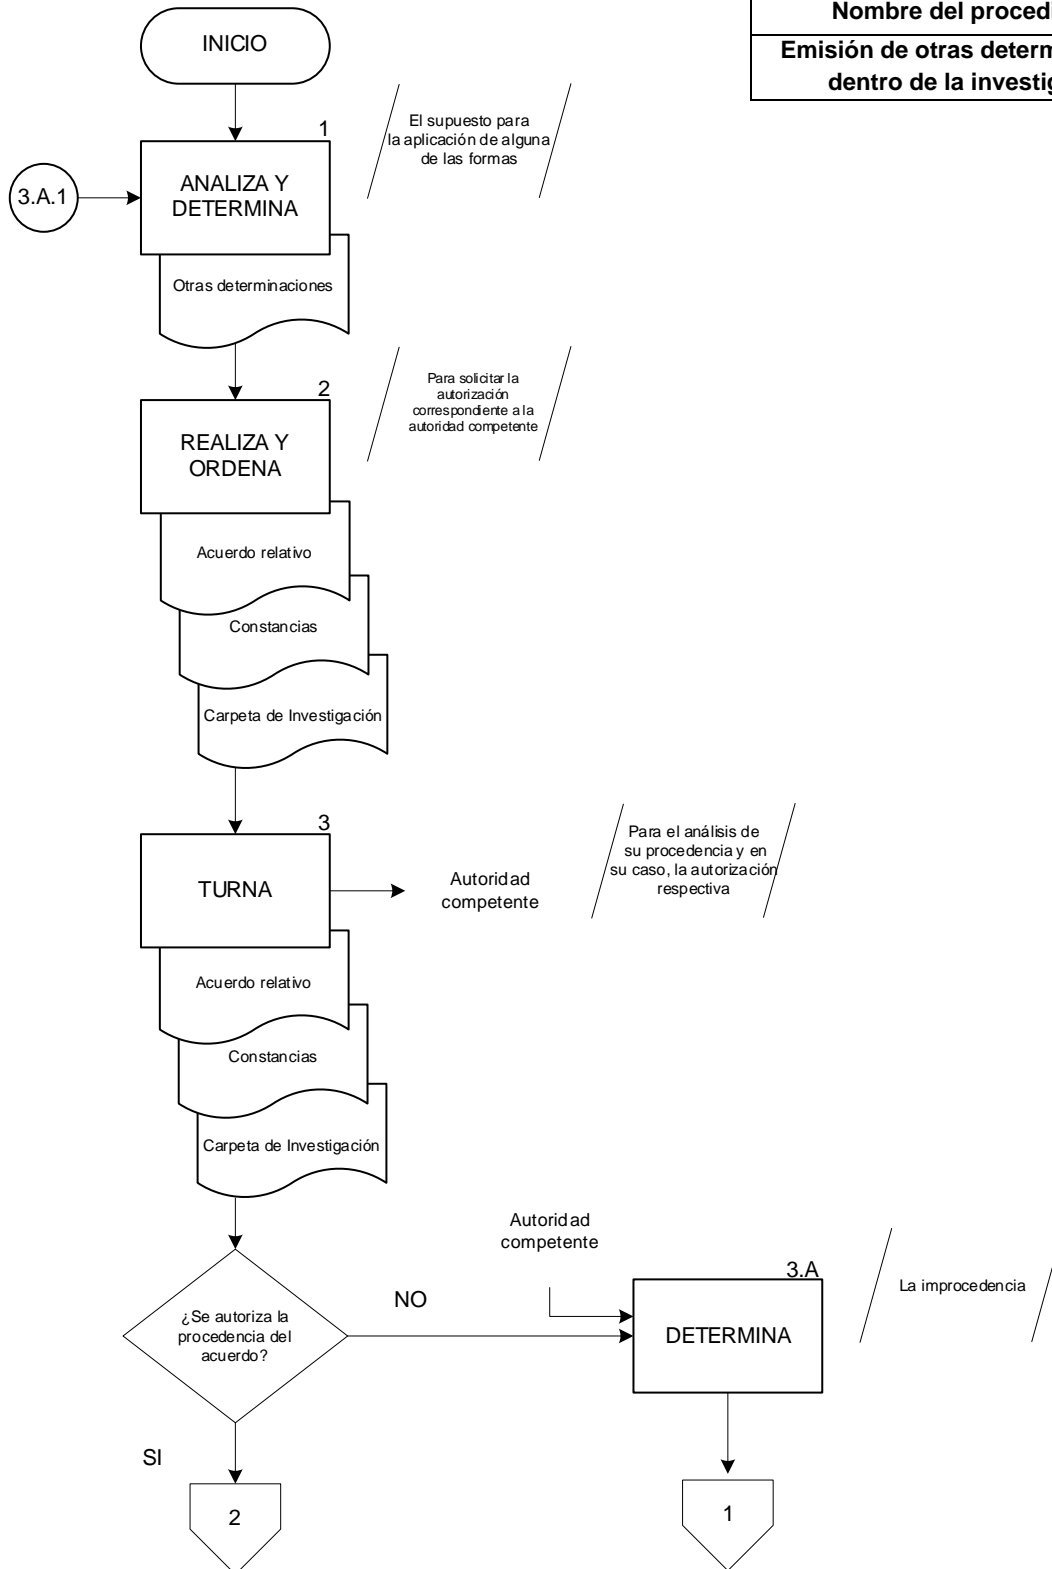 Nombre del procedi
Emisión de otras determ
dentro de la investig
INICIO
El supuesto para
la aplicación de alguna
de las formas
1
3.A.1
ANALIZA Y
DETERMINA
Otras determinaciones
Para solicitar la
autorización
correspondiente a la
autoridad competente
2
REALIZA Y
ORDENA
Acuerdo relativo
Constancias
Carpeta de Investigación
3
TURNA
Autoridad
competente
Para el análisis de
su procedencia y en
su caso, la autorización
respectiva
Acuerdo relativo
Constancias
Carpeta de Investigación
Autoridad
competente
¿Se autoriza la
procedencia del
acuerdo?
NO
3.A
DETERMINA
La improcedencia
SI
2
1